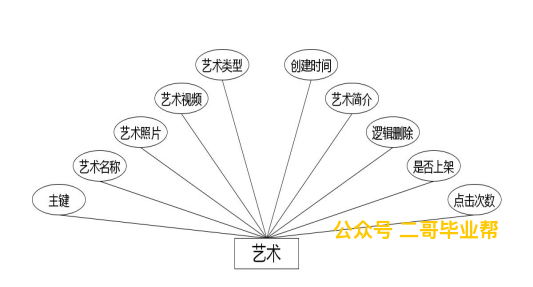 艺术类型
创建时间
艺术视频
艺术简介
艺术照片
逻辑删除
艺术名称
是否上架
主键
点击次数
公众号 二哥毕业帮
艺术